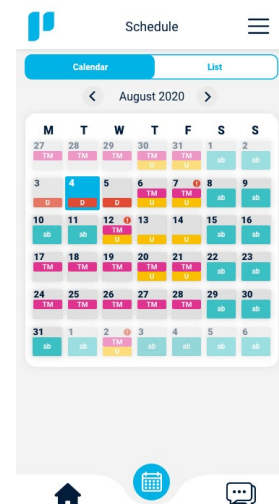 Schedule
Calendar List
August 2020
M T W T F S S
27 28 29 30 31 1 2
TM TM TM TM TM ab ab
U U
3 4 5 6 7 8 9
D D D TM TM ab ab
U U
10 11 12 13 14 15 16
ab ab TM U U ab ab
U
17 18 19 20 21 22 23
TM TM TM TM TM ab ab
U U
24 25 26 27 28 29 30
TM TM TM TM TM ab ab
31 1 2 3 4 5 6
ab ab TM ab ab ab ab
U